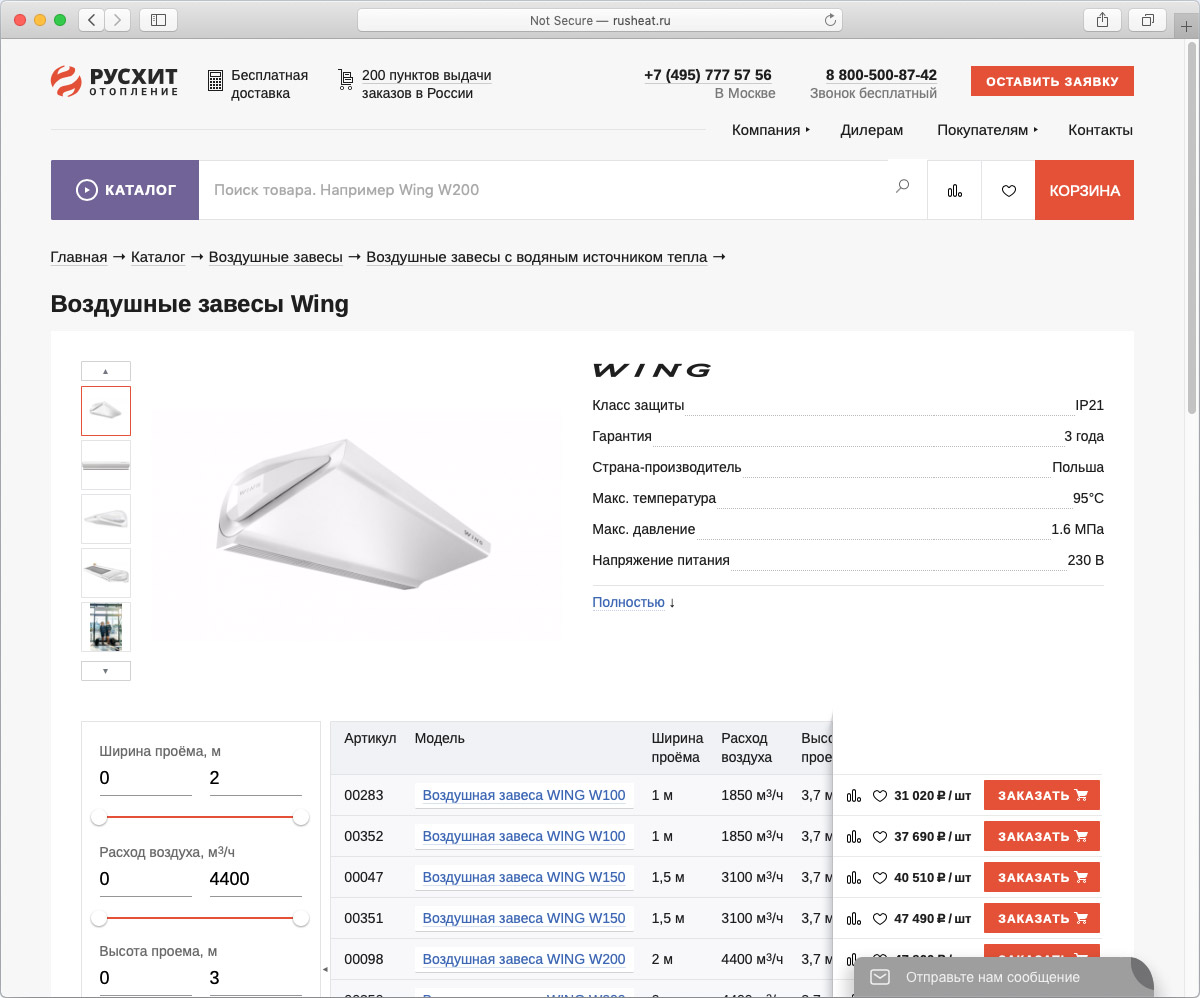 Not Secure — rusheat.ru
РУСХИТ
ОТОПЛЕНИЕ
Бесплатная
доставка
200 пунктов выдачи
заказов в России
+7 (495) 777 57 56
В Москве
8 800-500-87-42
Звонок бесплатный
ОСТАВИТЬ ЗАЯВКУ
Компания Дилерам Покупателям Контакты
КАТАЛОГ
Поиск товара. Например Wing W200
КОРЗИНА
Главная → Каталог → Воздушные завесы → Воздушные завесы с водяным источником тепла →
Воздушные завесы Wing
WING
WING
Класс защиты IP21
Гарантия 3 года
Страна-производитель Польша
Макс. температура 95°C
Макс. давление 1.6 МПа
Напряжение питания 230 В
Полностью ↓
Ширина проёма, м
0 2
Расход воздуха, м³/ч
0 4400
Высота проема, м
0 3
Артикул Модель Ширина проёма Расход воздуха Высо прое
00283 Воздушная завеса WING W100 1 м 1850 м³/ч 3,7 м 31 020 ₽ / шт ЗАКАЗАТЬ
00352 Воздушная завеса WING W100 1 м 1850 м³/ч 3,7 м 37 690 ₽ / шт ЗАКАЗАТЬ
00047 Воздушная завеса WING W150 1,5 м 3100 м³/ч 3,7 м 40 510 ₽ / шт ЗАКАЗАТЬ
00351 Воздушная завеса WING W150 1,5 м 3100 м³/ч 3,7 м 47 490 ₽ / шт ЗАКАЗАТЬ
00098 Воздушная завеса WING W200 2 м 4400 м³/ч 3,7 м
Отправьте нам сообщение